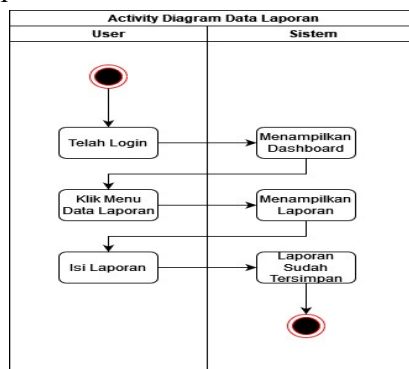 Activity Diagram Data Laporan
User
Sistem
Telah Login
Menampilkan
Dashboard
Klik Menu
Data Laporan
Menampilkan
Laporan
Isi Laporan
Laporan
Sudah
Tersimpan